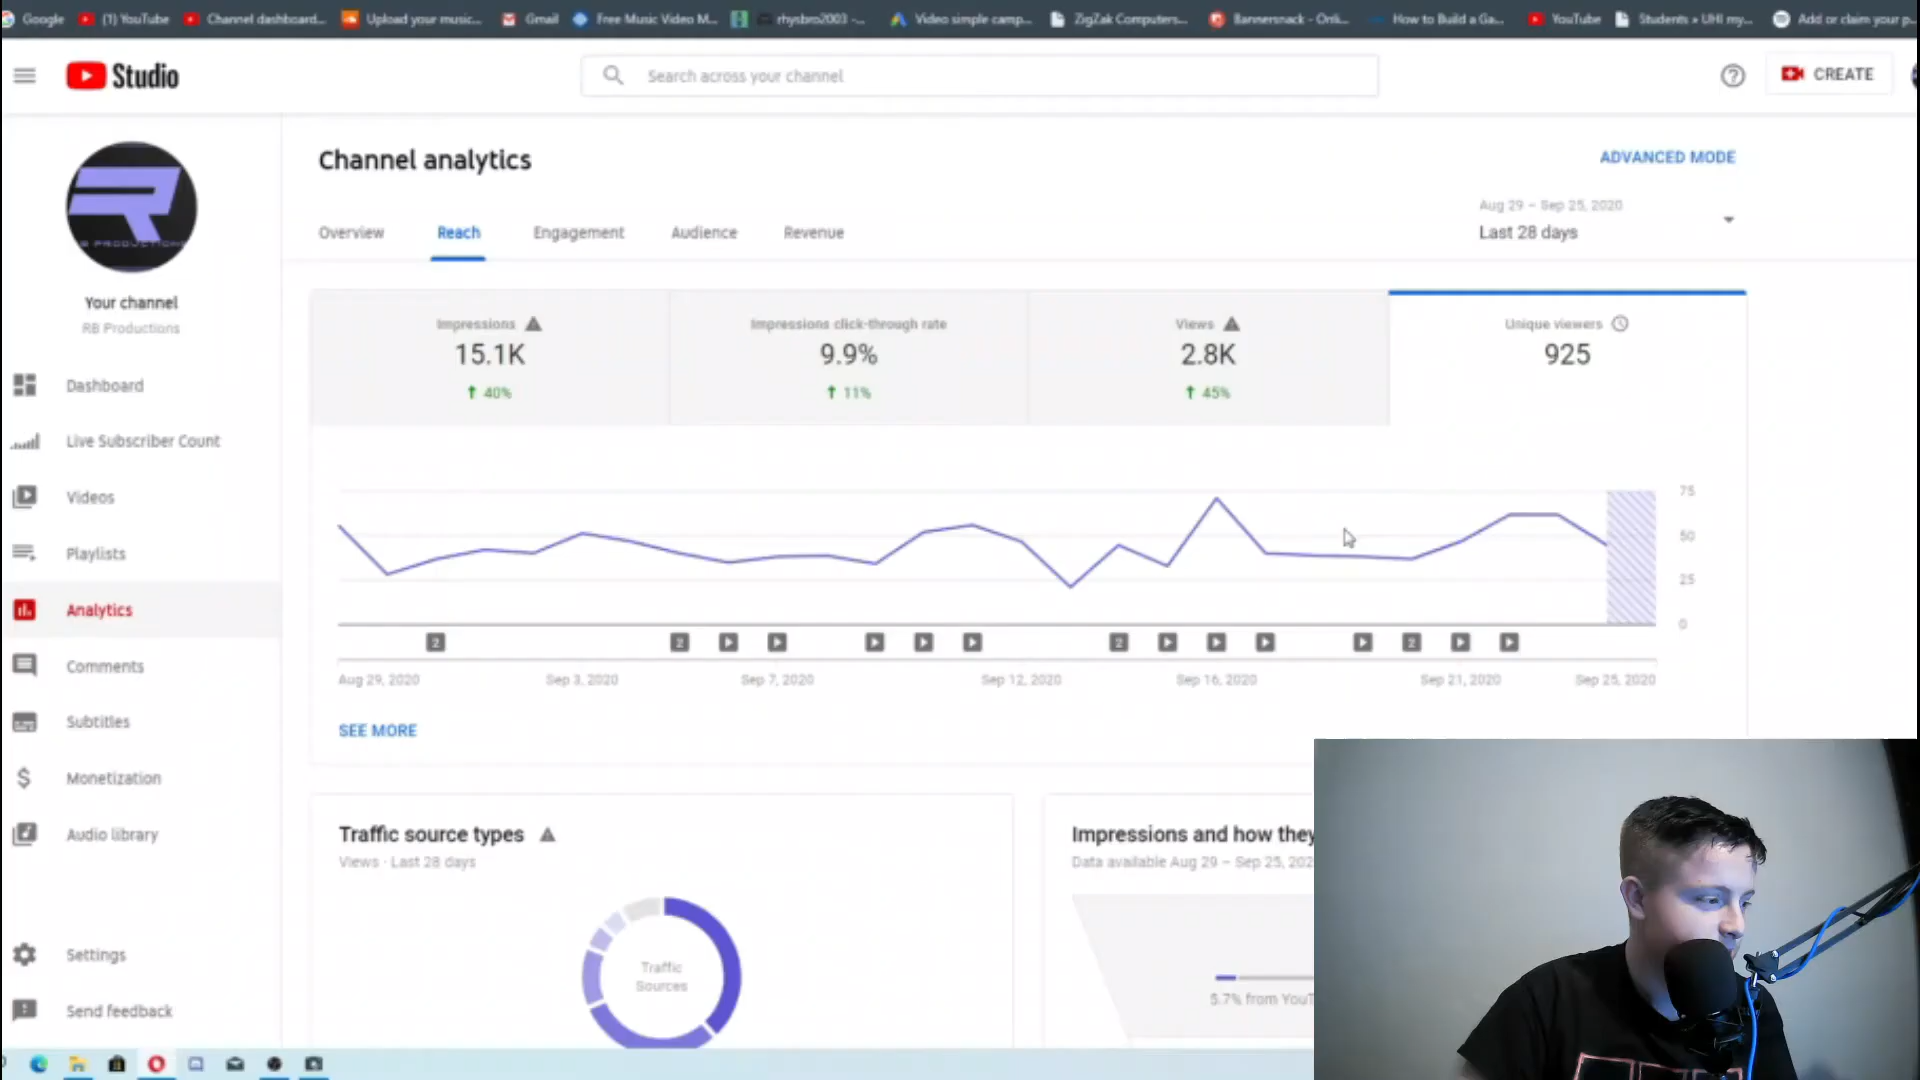 Google
(1) YouTube
Channel dashboard...
Upload your music...
Gmail
Free Music Video M...
rhysbro2003 -...
Video simple camp...
ZigZak Computers...
Bannersnack - Onli...
How to Build a Ga...
YouTube
Students » UHI my...
Add or claim your p...
Studio
Search across your channel
CREATE
Channel analytics
ADVANCED MODE
Aug 29 – Sep 25, 2020
Last 28 days
Overview
Reach
Engagement
Audience
Revenue
Your channel
RB Productions
Dashboard
Live Subscriber Count
Videos
Playlists
Analytics
Comments
Subtitles
Monetization
Audio library
Settings
Send feedback
Impressions
15.1K
40%
Impressions click-through rate
9.9%
11%
Views
2.8K
45%
Unique viewers
925
75
50
25
0
2
2
2
2
Aug 29, 2020
Sep 3, 2020
Sep 7, 2020
Sep 12, 2020
Sep 16, 2020
Sep 21, 2020
Sep 25, 2020
SEE MORE
Traffic source types
Views · Last 28 days
Traffic
Sources
Impressions and how they
Data available Aug 29 – Sep 25, 202
5.7% from YouT